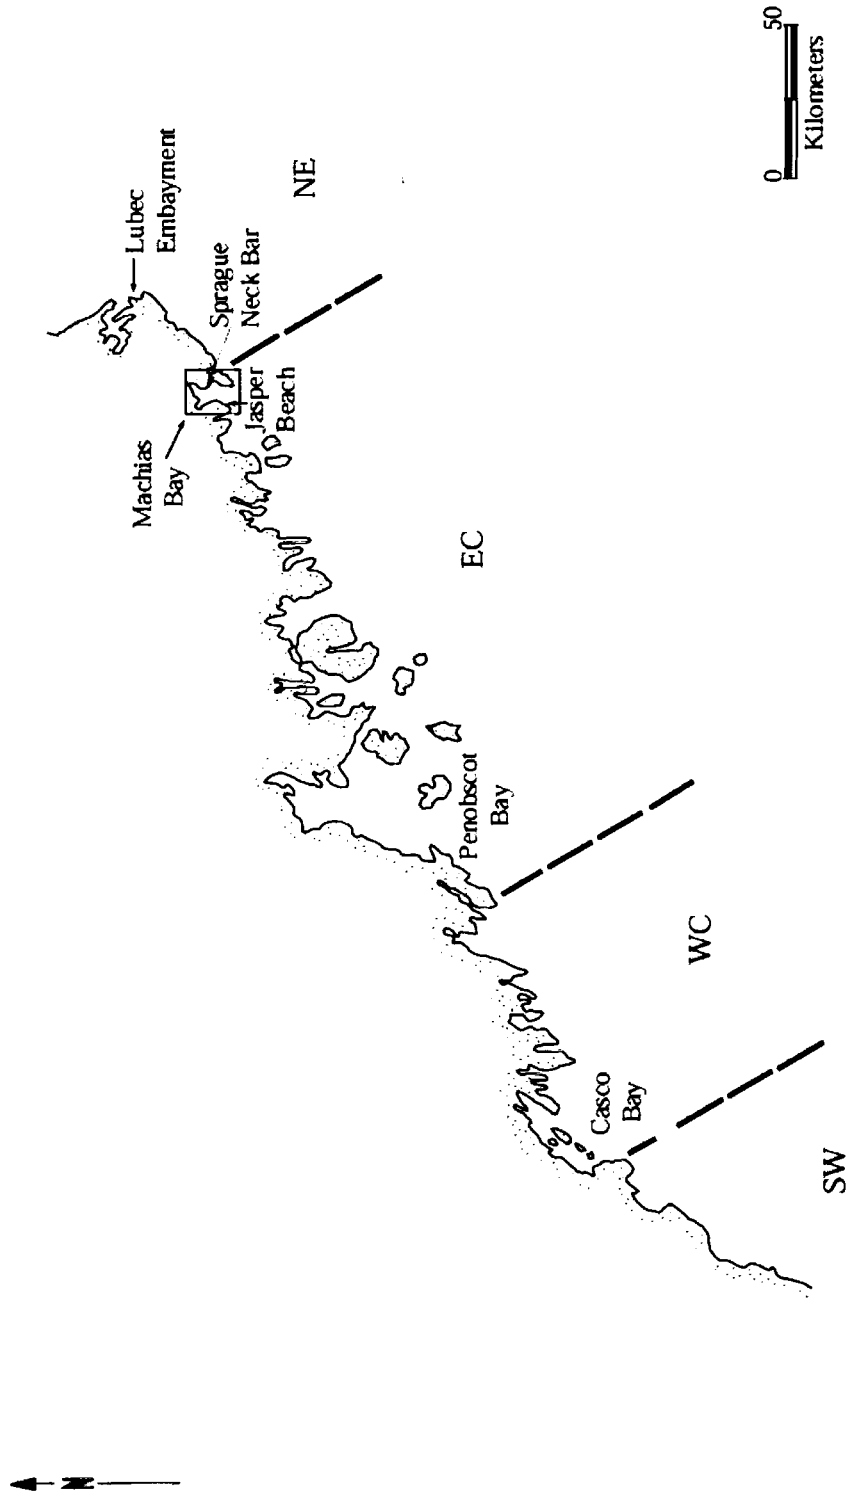 N
Lubec
Embayment
NE
Sprague
Neck Bar
Machias
Bay
Jasper
Beach
EC
Penobscot
Bay
WC
Casco
Bay
SW
0 50
Kilometers